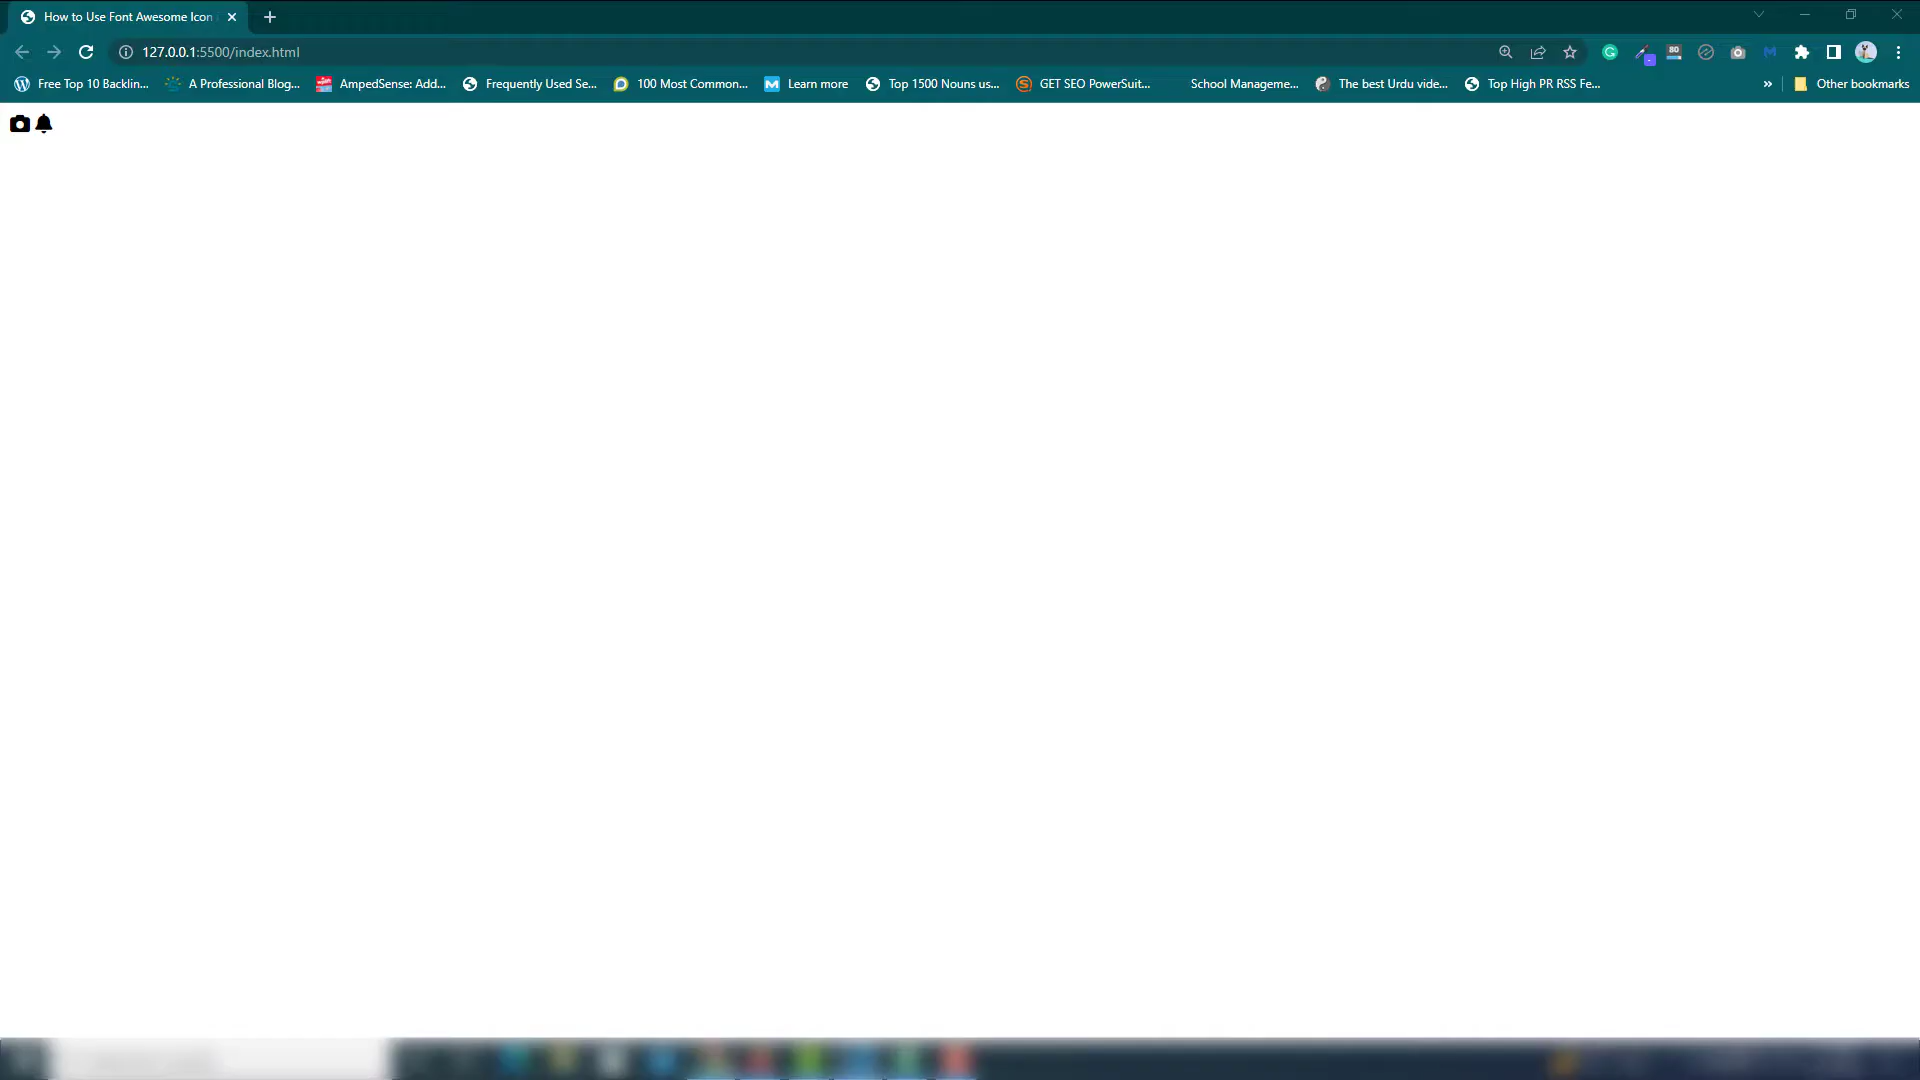 How to Use Font Awesome Icon
127.0.0.1:5500/index.html
80
Free Top 10 Backlin... A Professional Blog... AmpedSense: Add... Frequently Used Se... 100 Most Common... Learn more Top 1500 Nouns us... GET SEO PowerSuit... School Manageme... The best Urdu vide... Top High PR RSS Fe... » Other bookmarks